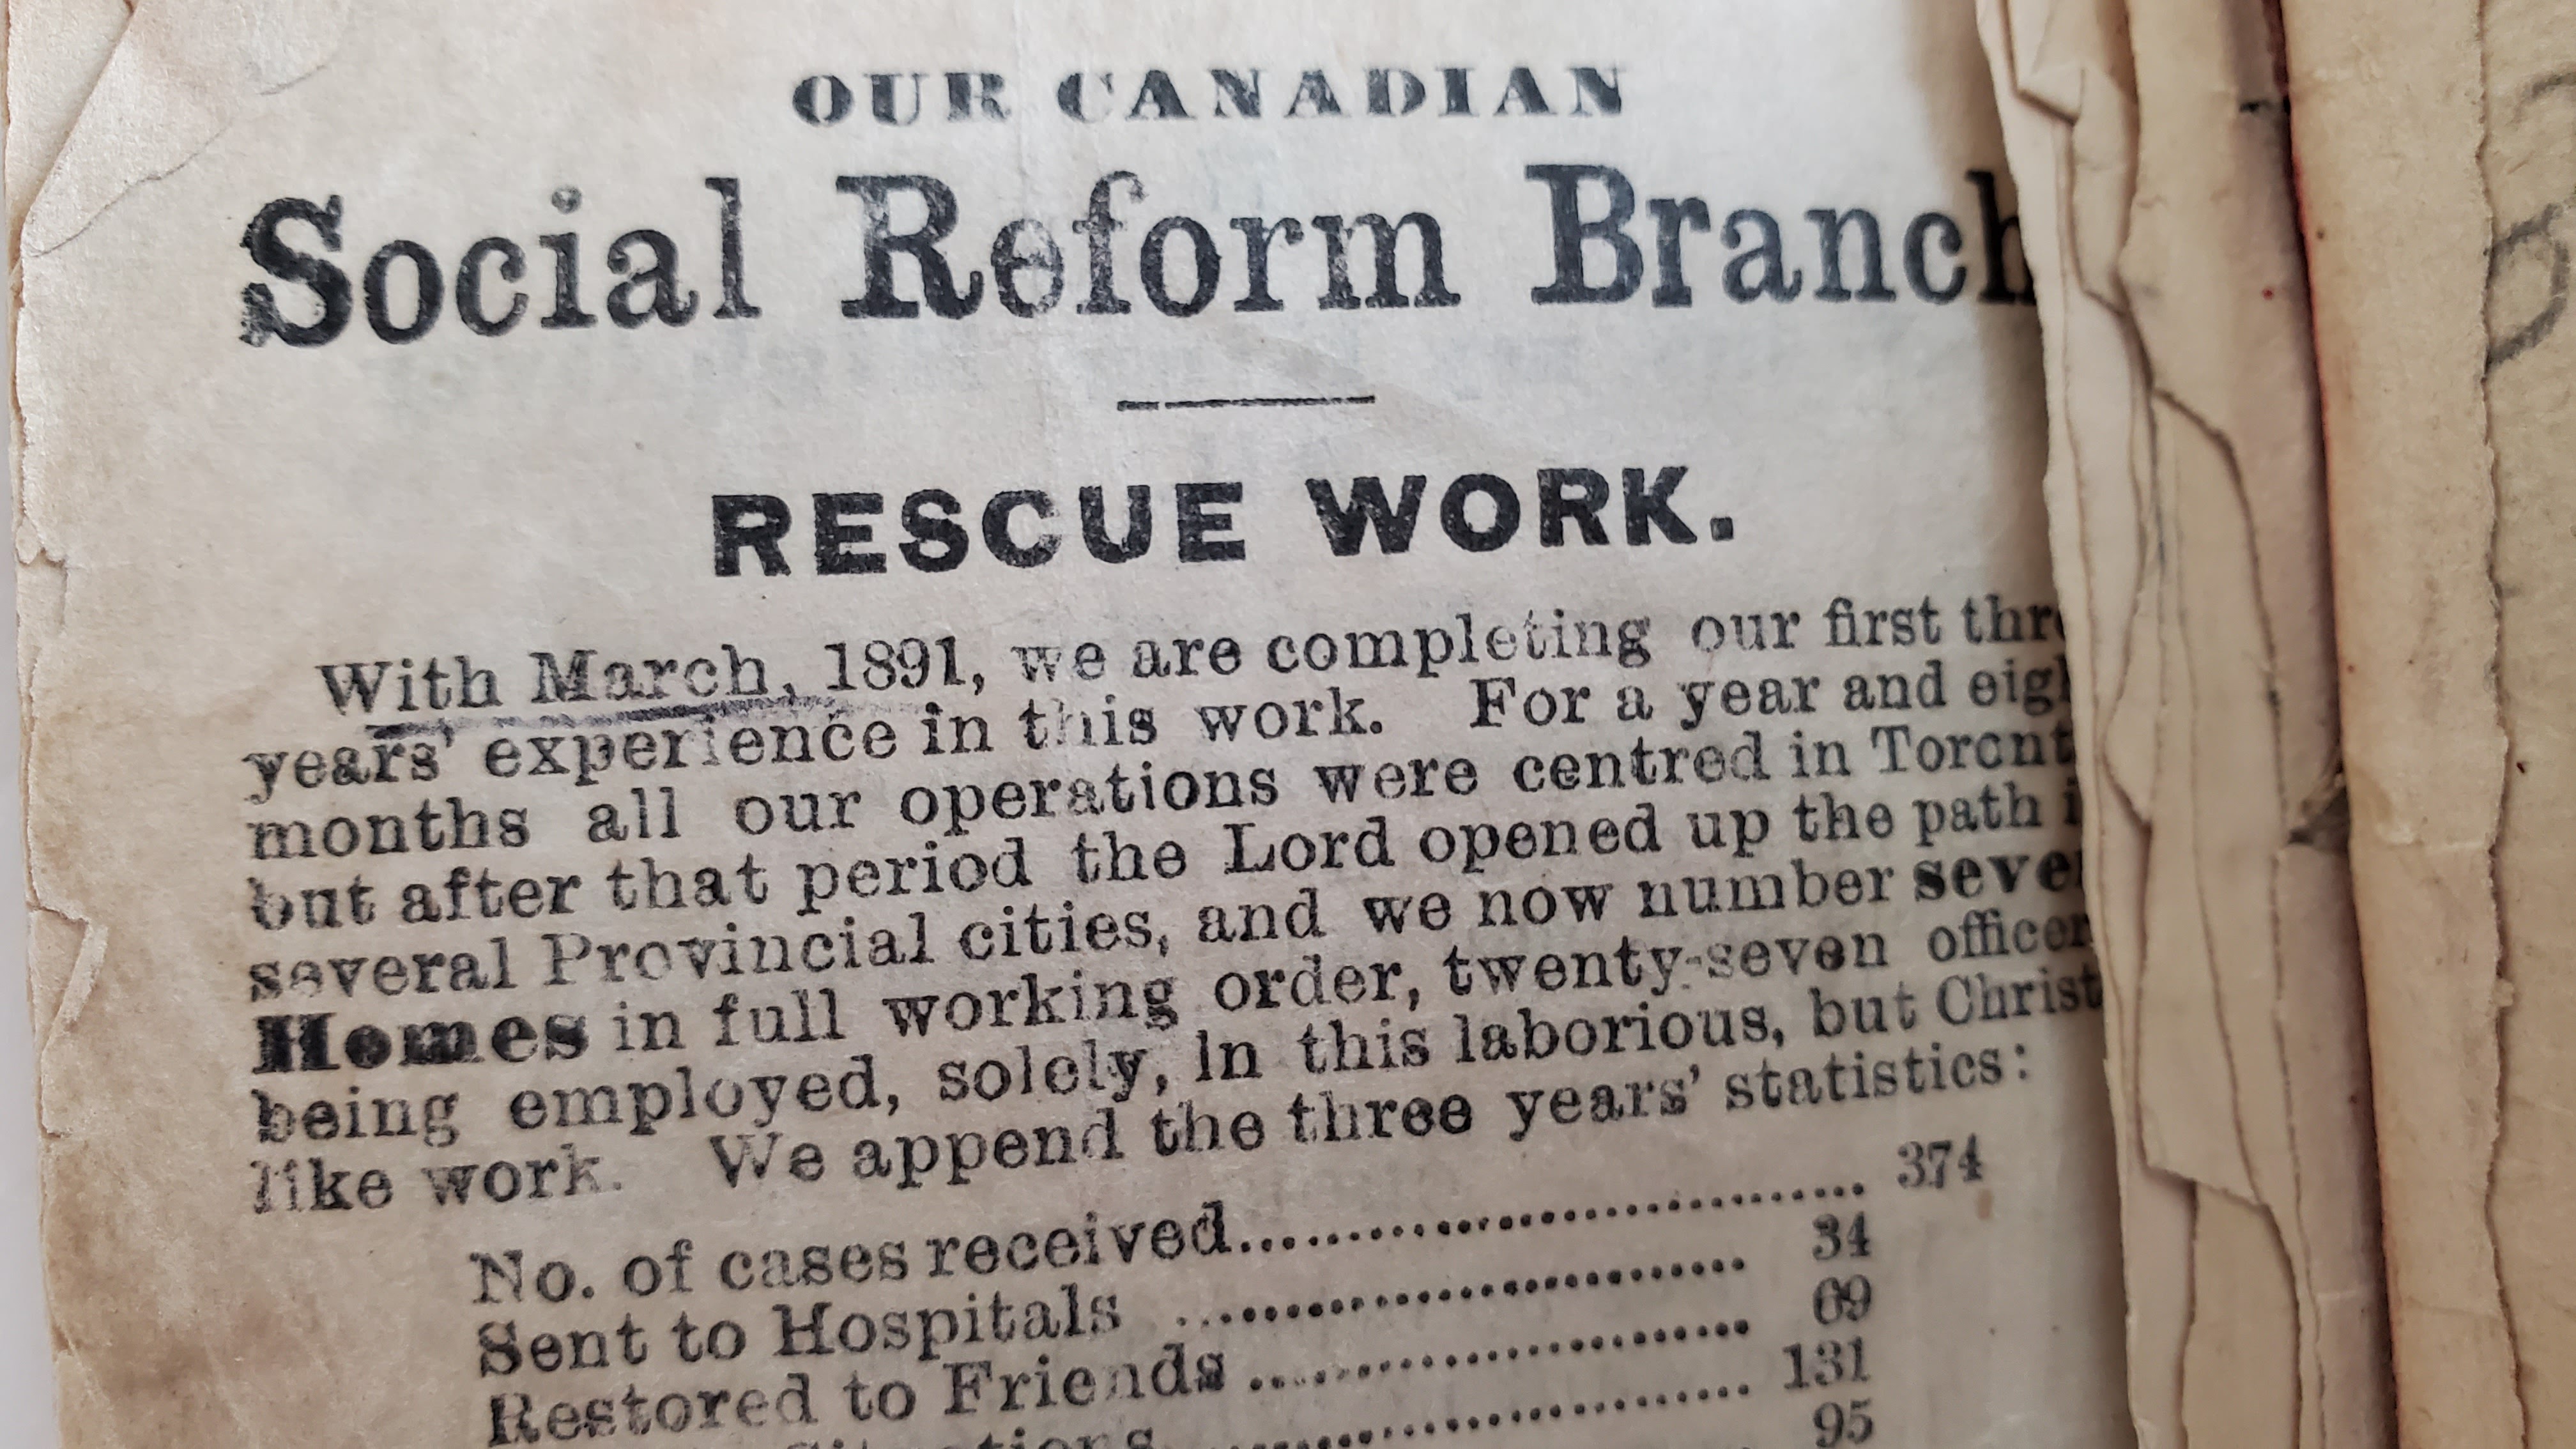 OUR CANADIAN
Social Reform Branch
RESCUE WORK.
With March, 1891, we are completing our first thre
years' experience in this work. For a year and eigh
months all our operations were centred in Toront
but after that period the Lord opened up the path i
several Provincial cities, and we now number seve
Homes in full working order, twenty-seven officer
being employed, solely, in this laborious, but Christ
like work. We append the three years' statistics:
No. of cases received.............................. 374
Sent to Hospitals .......................... 34
Restored to Friends........................ 69
Situations........................ 131
95